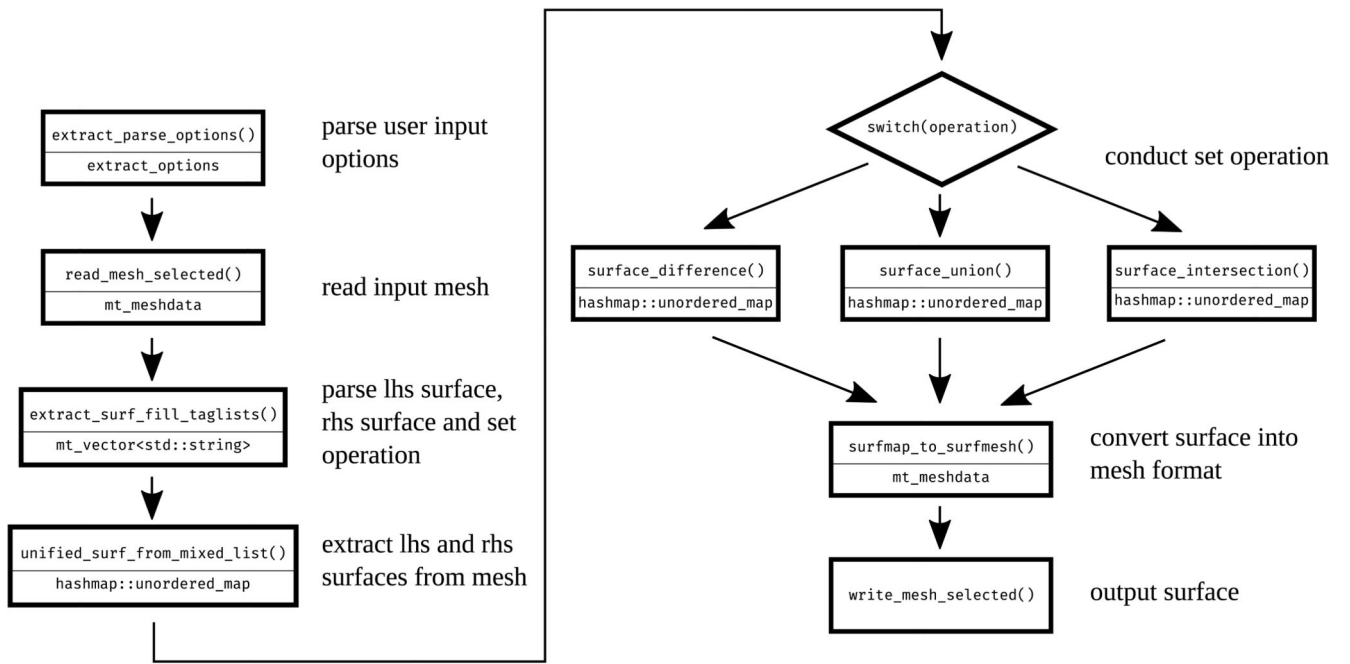 extract_parse_options()
extract_options
parse user input
options
read_mesh_selected()
mt_meshdata
read input mesh
extract_surf_fill_taglists()
mt_vector<std::string>
parse lhs surface,
rhs surface and set
operation
unified_surf_from_mixed_list()
hashmap::unordered_map
extract lhs and rhs
surfaces from mesh
switch(operation)
conduct set operation
surface_difference()
hashmap::unordered_map
surface_union()
hashmap::unordered_map
surface_intersection()
hashmap::unordered_map
surfmap_to_surfmesh()
mt_meshdata
convert surface into
mesh format
write_mesh_selected()
output surface